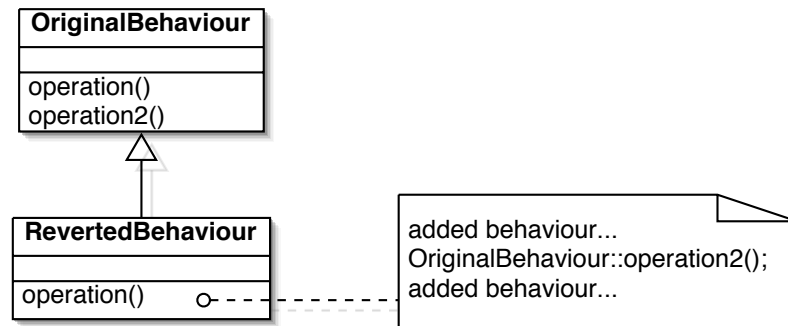 OriginalBehaviour
operation()
operation2()
RevertedBehaviour
operation()
added behaviour...
OriginalBehaviour::operation2();
added behaviour...